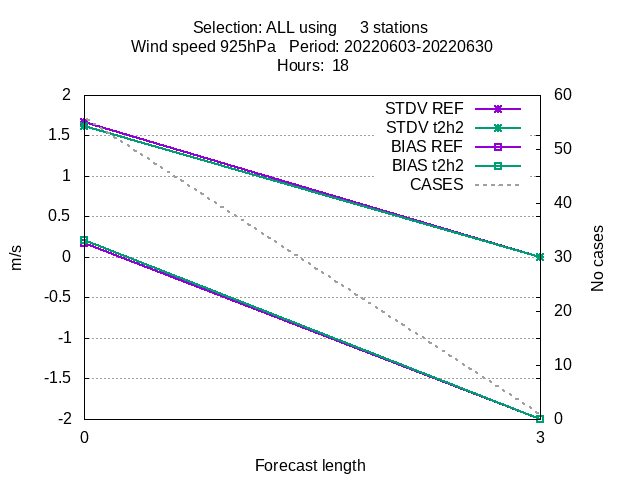 Selection: ALL using 3 stations
Wind speed 925hPa Period: 20220603-20220630
Hours: 18
STDV REF
STDV t2h2
BIAS REF
BIAS t2h2
CASES
2
1.5
1
0.5
0
-0.5
-1
-1.5
-2
60
50
40
30
20
10
0
m/s
No cases
0
3
Forecast length